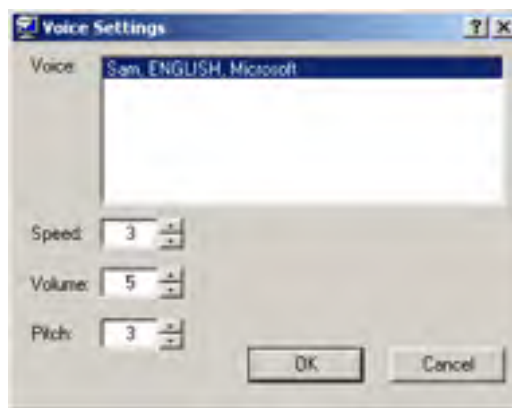 Voice Settings
? ×
Voice: Sam, ENGLISH, Microsoft
Speed: 3
Volume: 5
Pitch: 3
OK Cancel